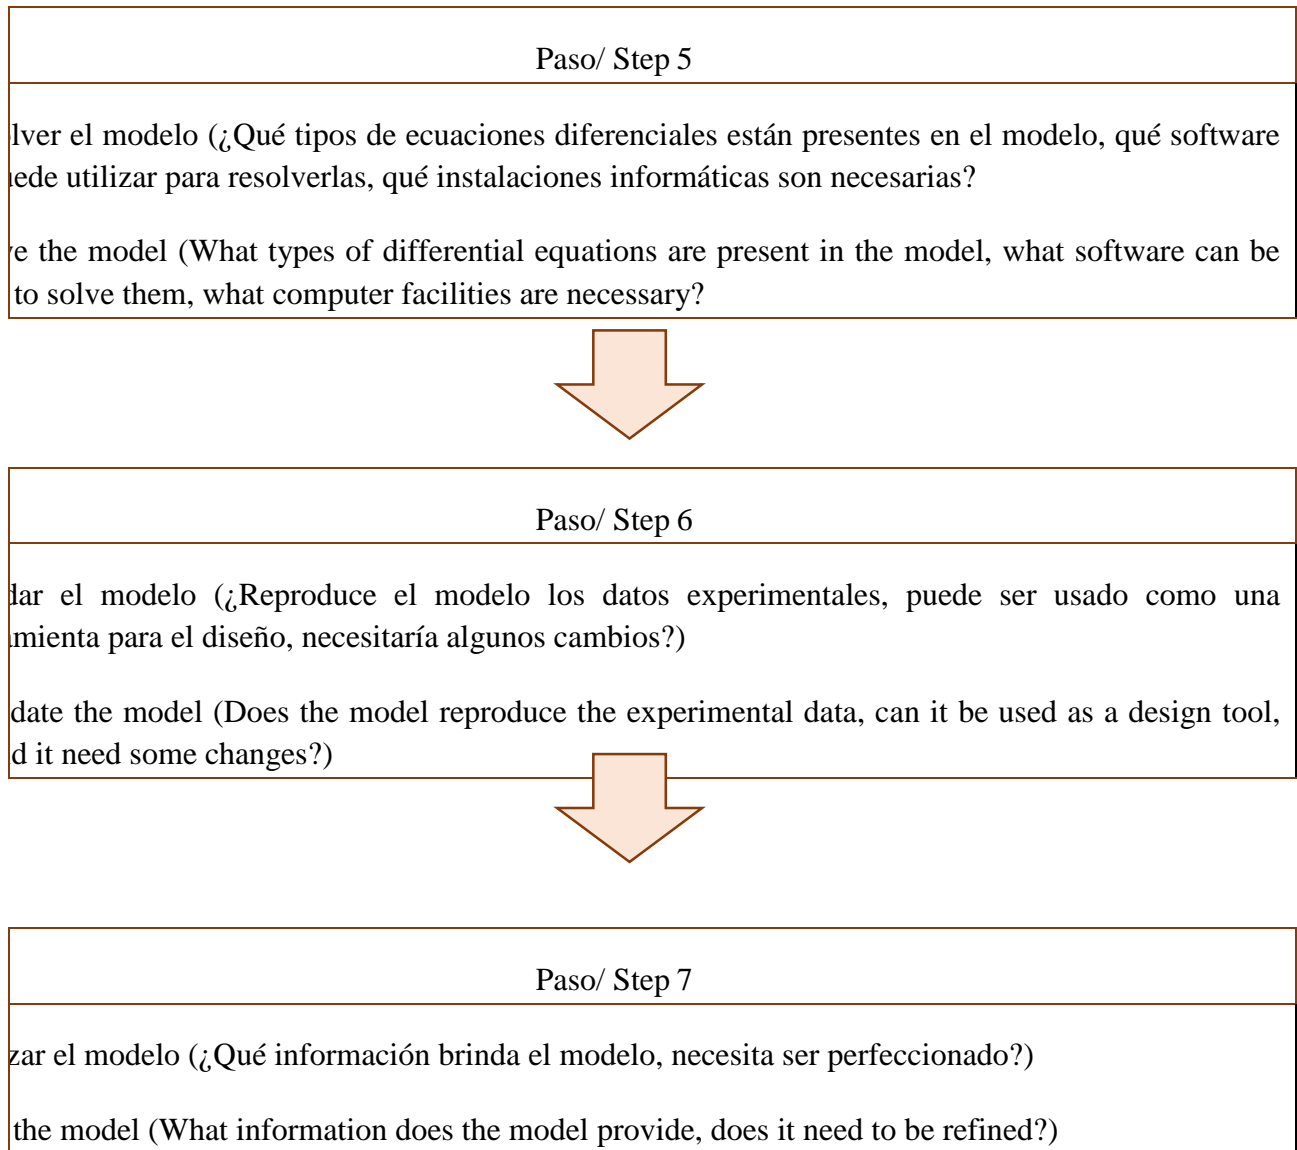 Paso/ Step 5
lver el modelo (¿Qué tipos de ecuaciones diferenciales están presentes en el modelo, qué software
utilizar para resolverlas, qué instalaciones informáticas son necesarias?
the model (What types of differential equations are present in the model, what software can be
to solve them, what computer facilities are necessary?
Paso/ Step 6
dar el modelo (¿Reproduce el modelo los datos experimentales, puede ser usado como una
mienta para el diseño, necesitaría algunos cambios?)
date the model (Does the model reproduce the experimental data, can it be used as a design tool,
d it need some changes?)
Paso/ Step 7
zar el modelo (¿Qué información brinda el modelo, necesita ser perfeccionado?)
the model (What information does the model provide, does it need to be refined?)